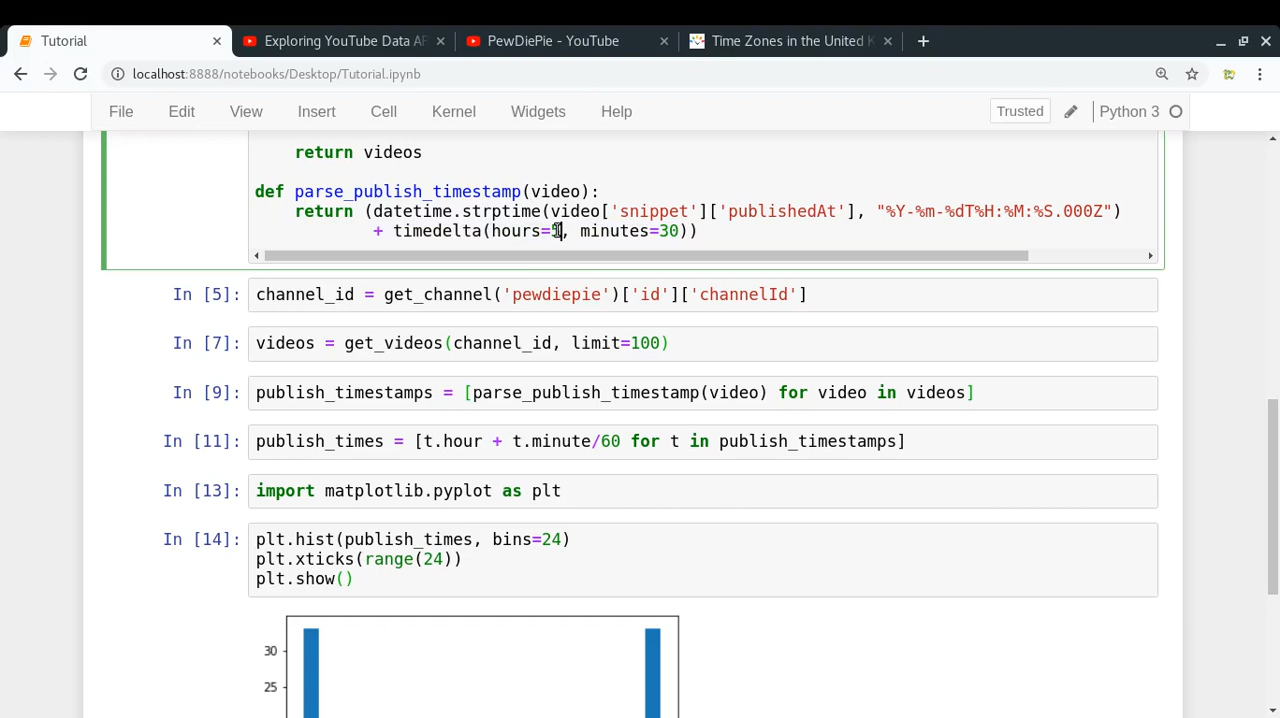 Tutorial
Exploring YouTube Data AP
PewDiePie - YouTube
Time Zones in the United K
localhost:8888/notebooks/Desktop/Tutorial.ipynb
File Edit View Insert Cell Kernel Widgets Help Trusted Python 3
return videos
def parse_publish_timestamp(video):
return (datetime.strptime(video['snippet']['publishedAt'], "%Y-%m-%dT%H:%M:%S.000Z")
+ timedelta(hours= , minutes=30))
In [5]: channel_id = get_channel('pewdiepie')['id']['channelId']
In [7]: videos = get_videos(channel_id, limit=100)
In [9]: publish_timestamps = [parse_publish_timestamp(video) for video in videos]
In [11]: publish_times = [t.hour + t.minute/60 for t in publish_timestamps]
In [13]: import matplotlib.pyplot as plt
In [14]: plt.hist(publish_times, bins=24)
plt.xticks(range(24))
plt.show()
30
25